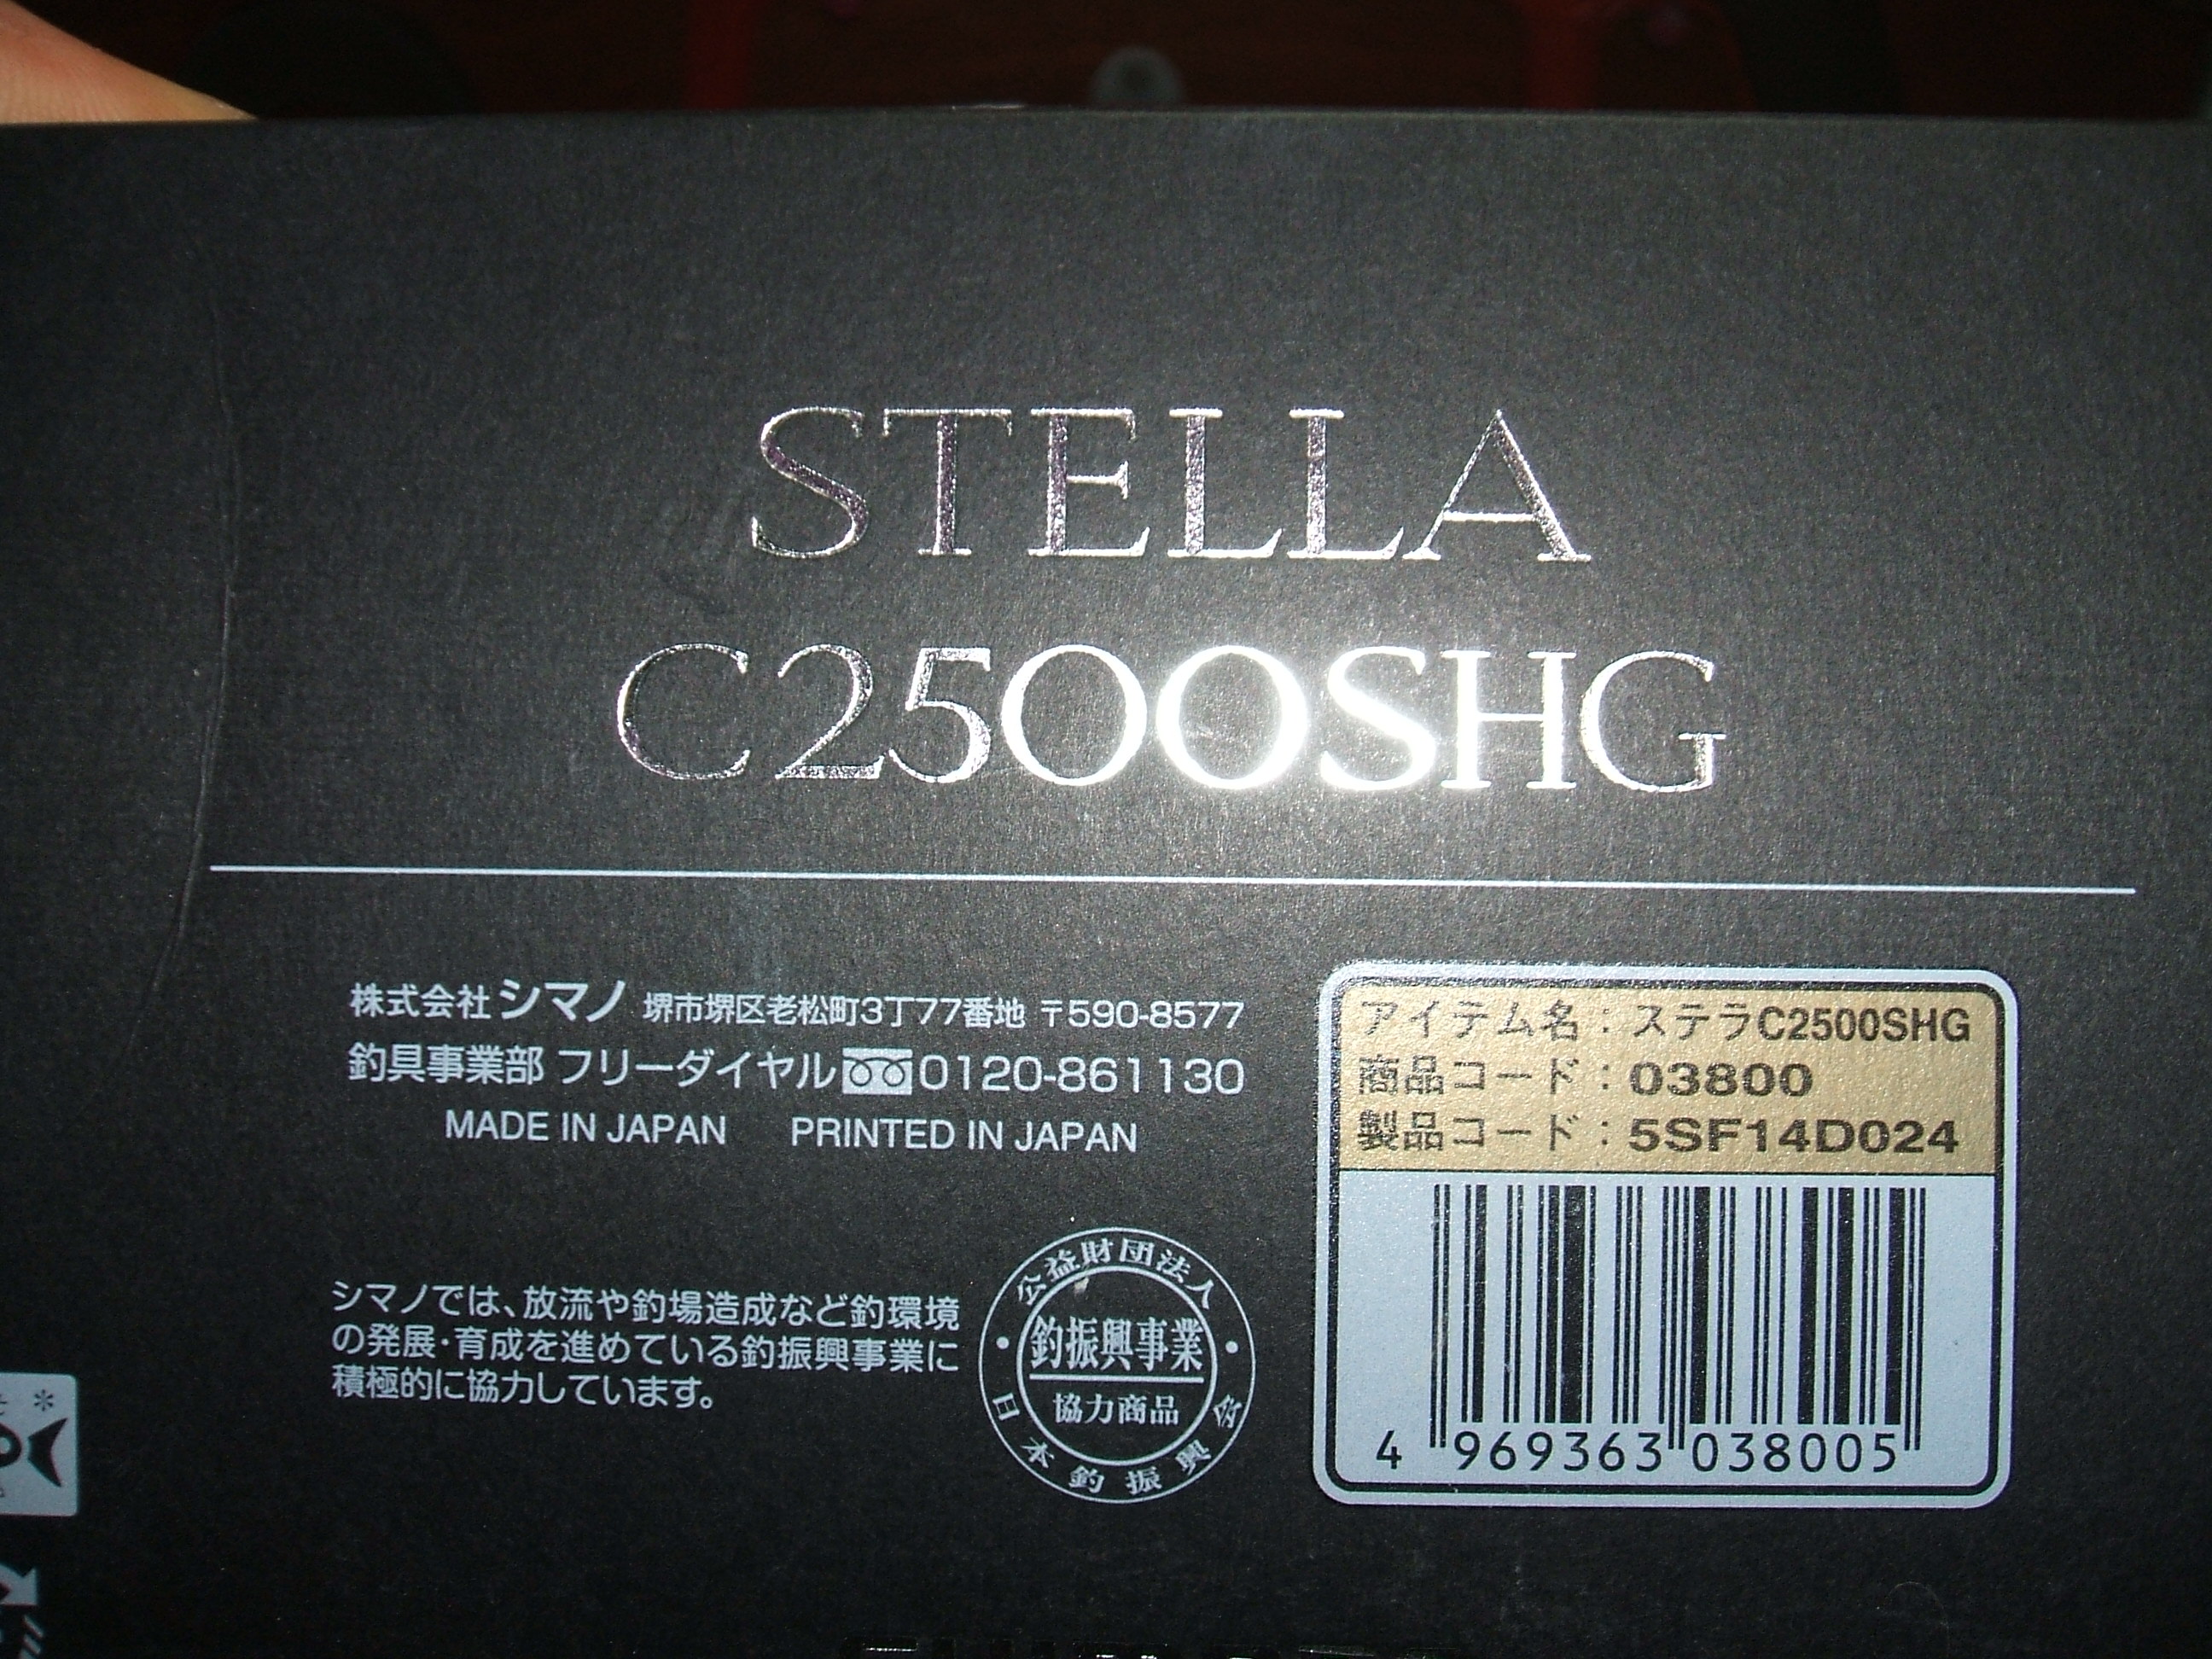 STELLA
C2500SHG
株式会社シマノ 堺市堺区老松町3丁77番地 〒590-8577
釣具事業部 フリーダイヤル 0120-861130
MADE IN JAPAN PRINTED IN JAPAN
シマノでは、放流や釣場造成など釣環境
の発展・育成を進めている釣振興事業に
積極的に協力しています。
公益財団法人
釣振興事業
協力商品
日本釣振興会
アイテム名：ステラC2500SHG
商品コード：03800
製品コード：5SF14D024
4 969363 038005